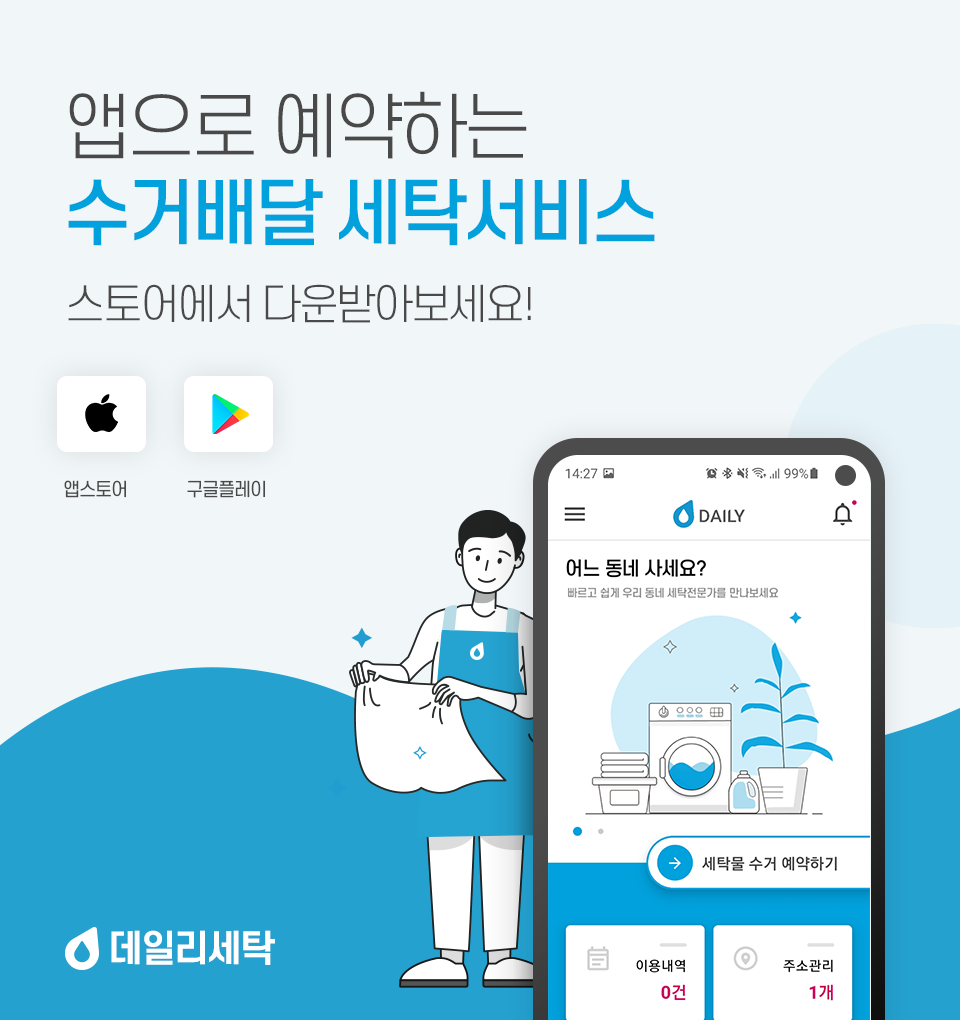 앱으로 예약하는
수거배달 세탁서비스
스토어에서 다운받아보세요!
앱스토어
구글플레이
14:27
99%
DAILY
어느 동네 사세요?
빠르고 쉽게 우리 동네 세탁전문가를 만나보세요
세탁물 수거 예약하기
이용내역
0건
주소관리
1개
데일리세탁